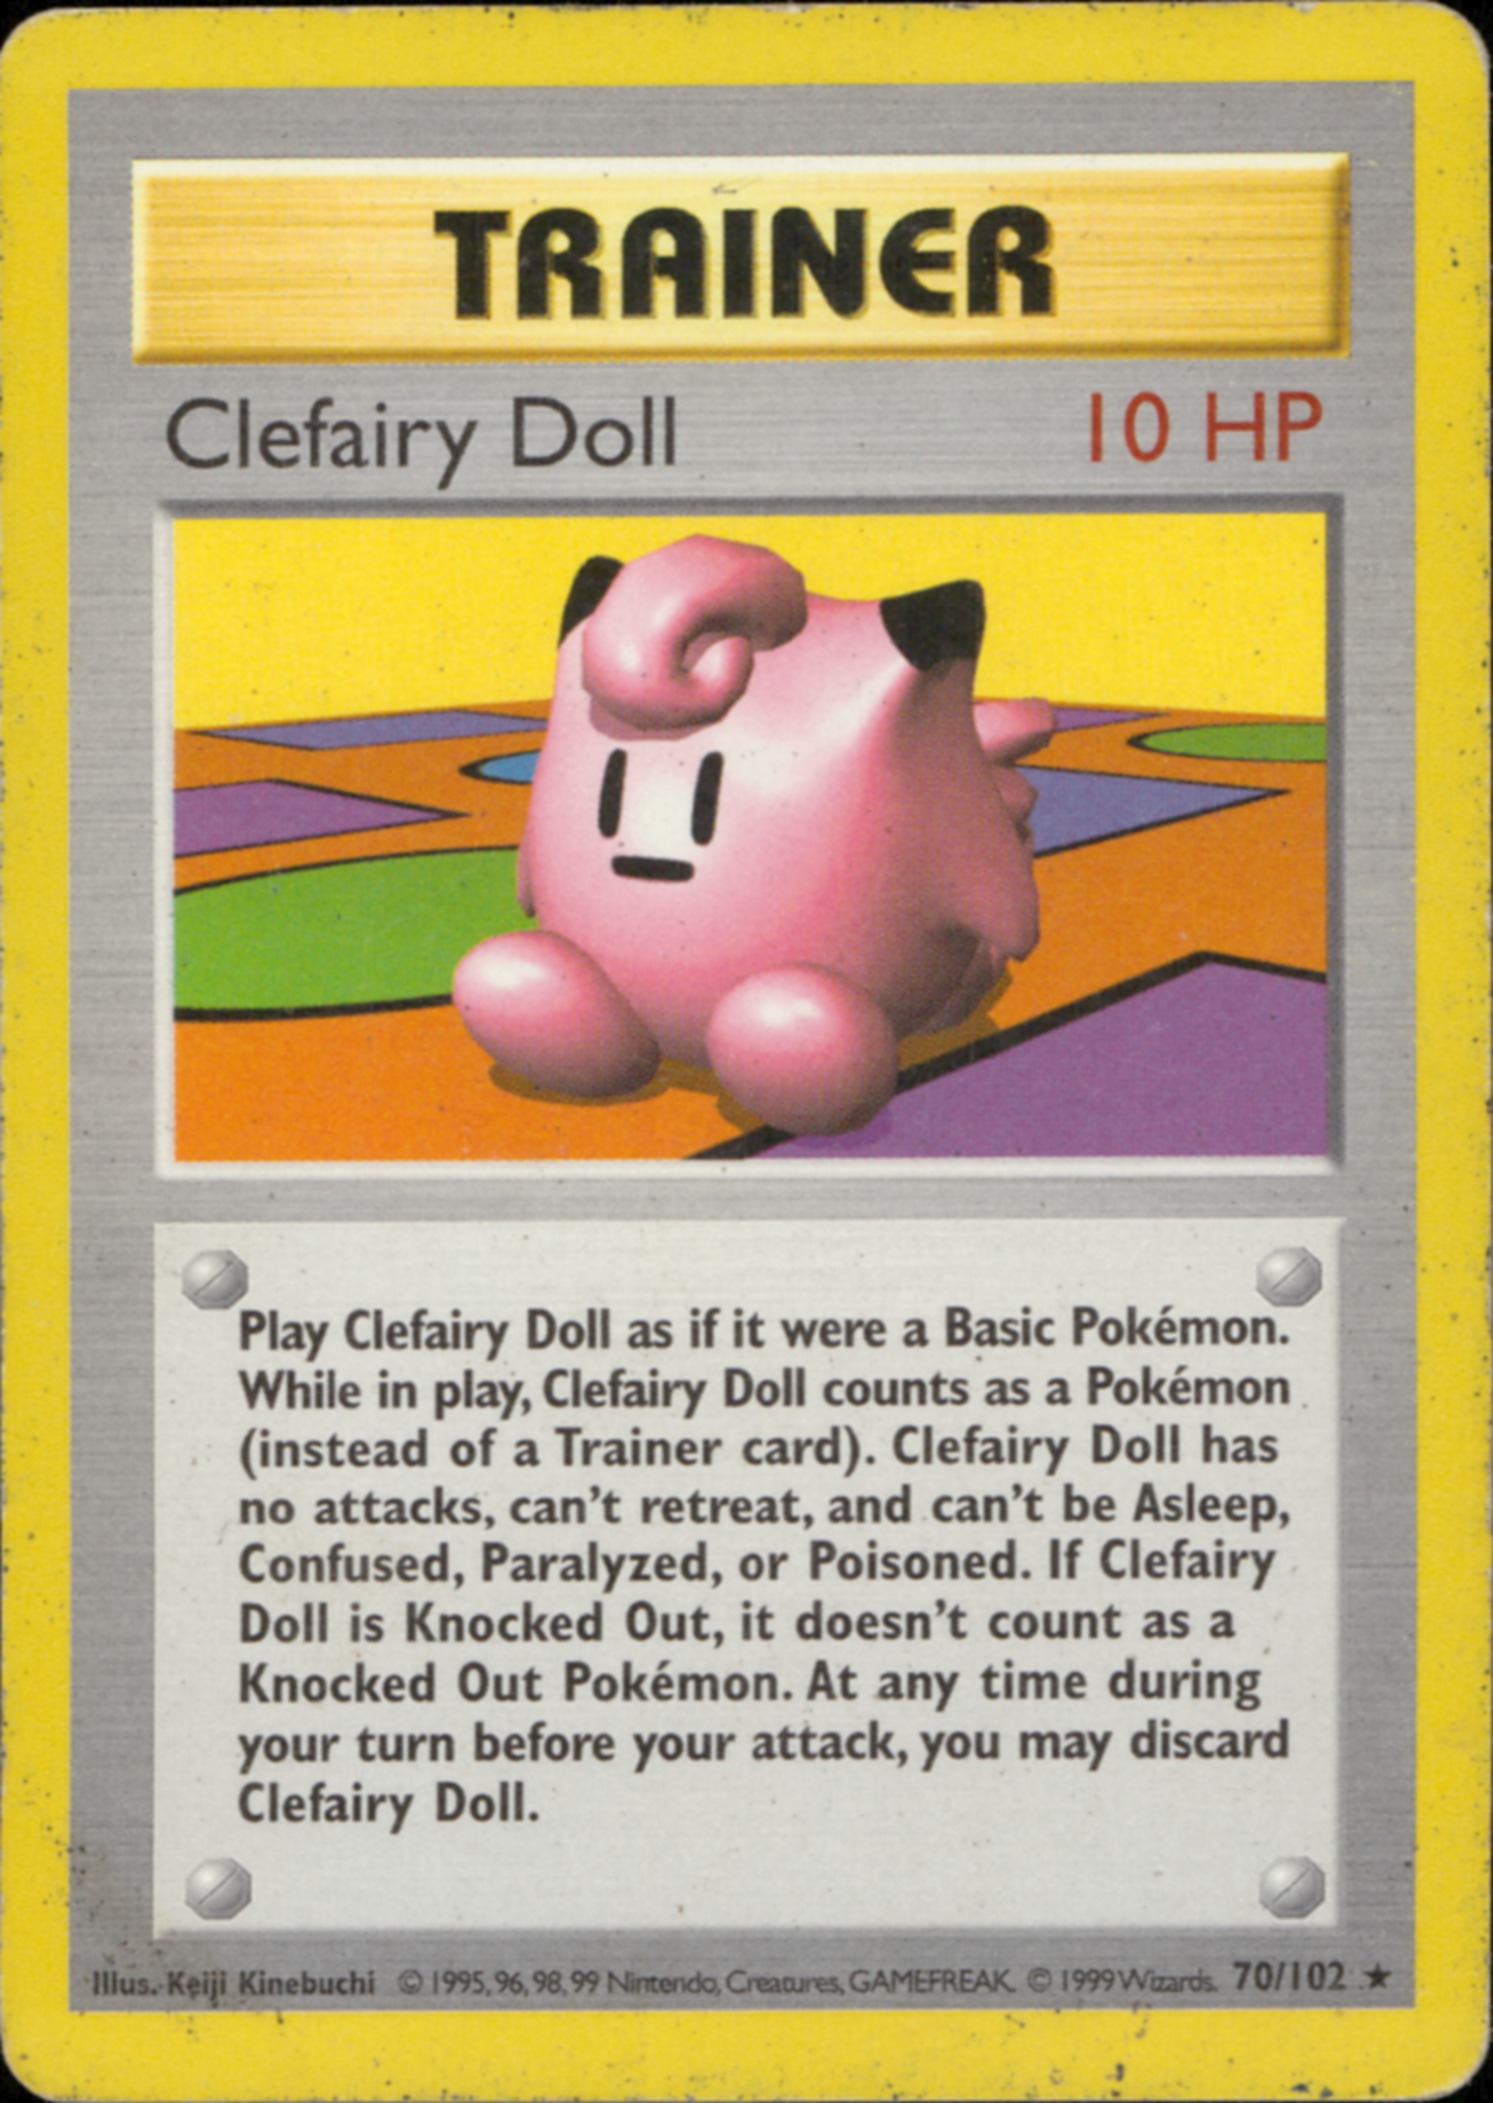 TRAINER
Clefairy Doll 10 HP
Play Clefairy Doll as if it were a Basic Pokémon.
While in play, Clefairy Doll counts as a Pokémon
(instead of a Trainer card). Clefairy Doll has
no attacks, can't retreat, and can't be Asleep,
Confused, Paralyzed, or Poisoned. If Clefairy
Doll is Knocked Out, it doesn't count as a
Knocked Out Pokémon. At any time during
your turn before your attack, you may discard
Clefairy Doll.
Illus. Keiji Kinebuchi © 1995, 96, 98, 99 Nintendo, Creatures, GAMEFREAK. © 1999 Wizards. 70/102 ★